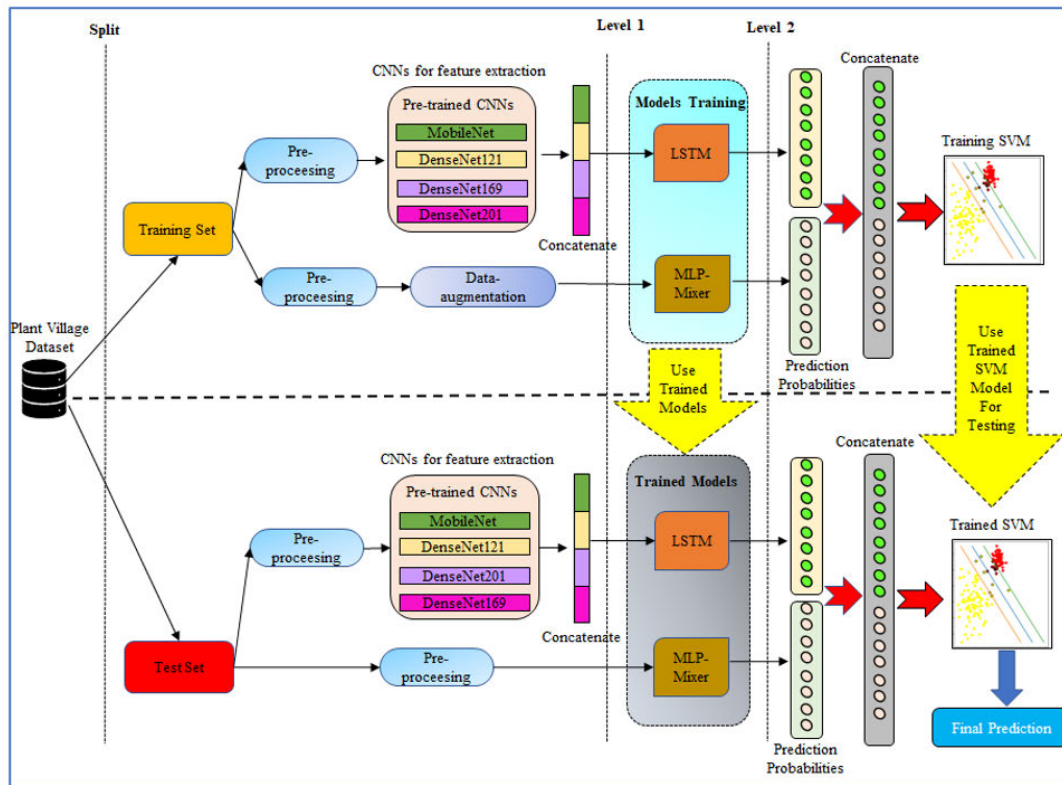 Split
Level 1
Level 2
CNNs for feature extraction
Concatenate
Pre-trained CNNs
MobileNet
DenseNet121
DenseNet169
DenseNet201
Concatenate
Pre-
proceesing
Training Set
Pre-
proceesing
Data-
augmentation
Models Training
LSTM
MLP-
Mixer
Training SVM
Prediction
Probabilities
Plant Village
Dataset
Use
Trained
Models
Use
Trained
SVM
Model
For
Testing
CNNs for feature extraction
Concatenate
Pre-trained CNNs
MobileNet
DenseNet121
DenseNet201
DenseNet169
Concatenate
Pre-
proceesing
Test Set
Pre-
proceesing
Trained Models
LSTM
MLP-
Mixer
Trained SVM
Prediction
Probabilities
Final Prediction